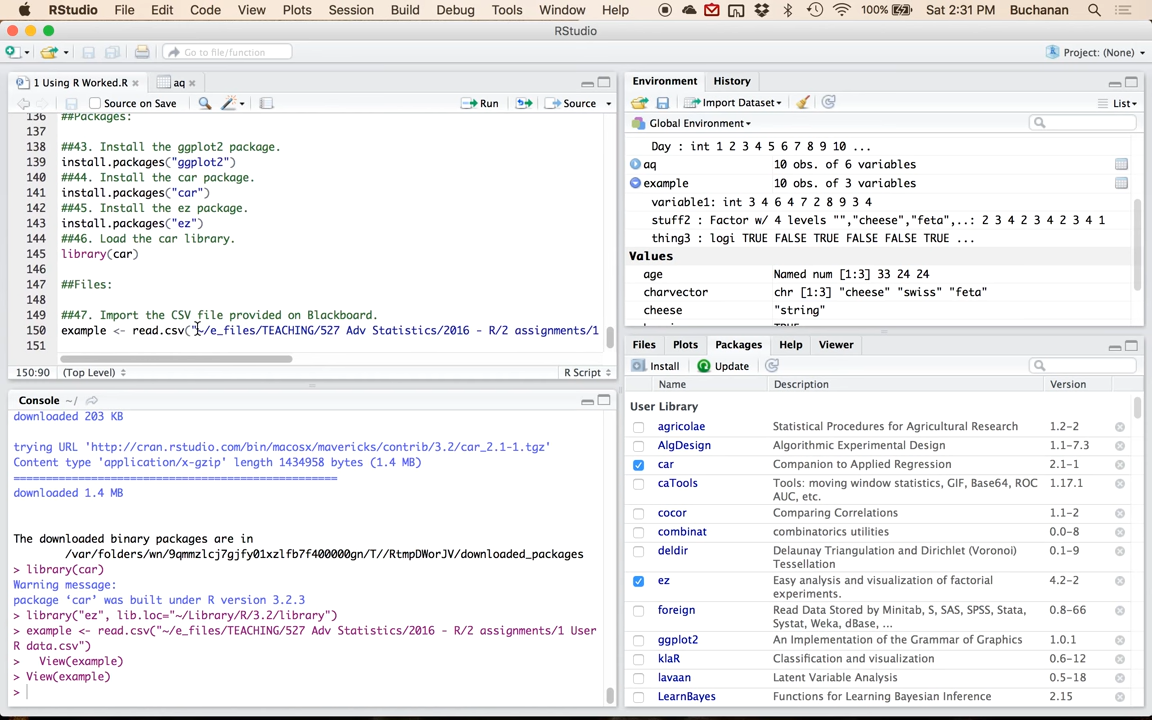 RStudio File Edit Code View Plots Session Build Debug Tools Window Help 100% Sat 2:31 PM Buchanan
RStudio
Go to file/function Project: (None)
1 Using R Worked.R aq
Source on Save Run Source
136 ##Packages:
137
138 ##43. Install the ggplot2 package.
139 install.packages("ggplot2")
140 ##44. Install the car package.
141 install.packages("car")
142 ##45. Install the ez package.
143 install.packages("ez")
144 ##46. Load the car library.
145 library(car)
146
147 ##Files:
148
149 ##47. Import the CSV file provided on Blackboard.
150 example <- read.csv("~/e_files/TEACHING/527 Adv Statistics/2016 - R/2 assignments/1
151
150:90 (Top Level) R Script
Console ~/
downloaded 203 KB
trying URL 'http://cran.rstudio.com/bin/macosx/mavericks/contrib/3.2/car_2.1-1.tgz'
Content type 'application/x-gzip' length 1434958 bytes (1.4 MB)
==================================================
downloaded 1.4 MB
The downloaded binary packages are in
/var/folders/wn/9qmmzlcj7gjfy01xzlfb7f400000gn/T//RtmpDWorJV/downloaded_packages
> library(car)
Warning message:
package ‘car’ was built under R version 3.2.3
> library("ez", lib.loc="~/Library/R/3.2/library")
> example <- read.csv("~/e_files/TEACHING/527 Adv Statistics/2016 - R/2 assignments/1 User
R data.csv")
> View(example)
> View(example)
>
Environment History
Import Dataset List
Global Environment
Day : int 1 2 3 4 5 6 7 8 9 10 ...
aq 10 obs. of 6 variables
example 10 obs. of 3 variables
variable1: int 3 4 6 4 7 2 8 9 3 4
stuff2 : Factor w/ 4 levels "","cheese","feta",..: 2 3 4 2 3 4 2 3 4 1
thing3 : logi TRUE FALSE TRUE FALSE FALSE TRUE ...
Values
age Named num [1:3] 33 24 24
charvector chr [1:3] "cheese" "swiss" "feta"
cheese "string"
Files Plots Packages Help Viewer
Install Update
Name Description Version
User Library
agricolae Statistical Procedures for Agricultural Research 1.2-2
AlgDesign Algorithmic Experimental Design 1.1-7.3
car Companion to Applied Regression 2.1-1
caTools Tools: moving window statistics, GIF, Base64, ROC 1.17.1
AUC, etc.
cocor Comparing Correlations 1.1-2
combinat combinatorics utilities 0.0-8
deldir Delaunay Triangulation and Dirichlet (Voronoi) 0.1-9
Tessellation
ez Easy analysis and visualization of factorial 4.2-2
experiments.
foreign Read Data Stored by Minitab, S, SAS, SPSS, Stata, 0.8-66
Systat, Weka, dBase, ...
ggplot2 An Implementation of the Grammar of Graphics 1.0.1
klaR Classification and visualization 0.6-12
lavaan Latent Variable Analysis 0.5-18
LearnBayes Functions for Learning Bayesian Inference 2.15